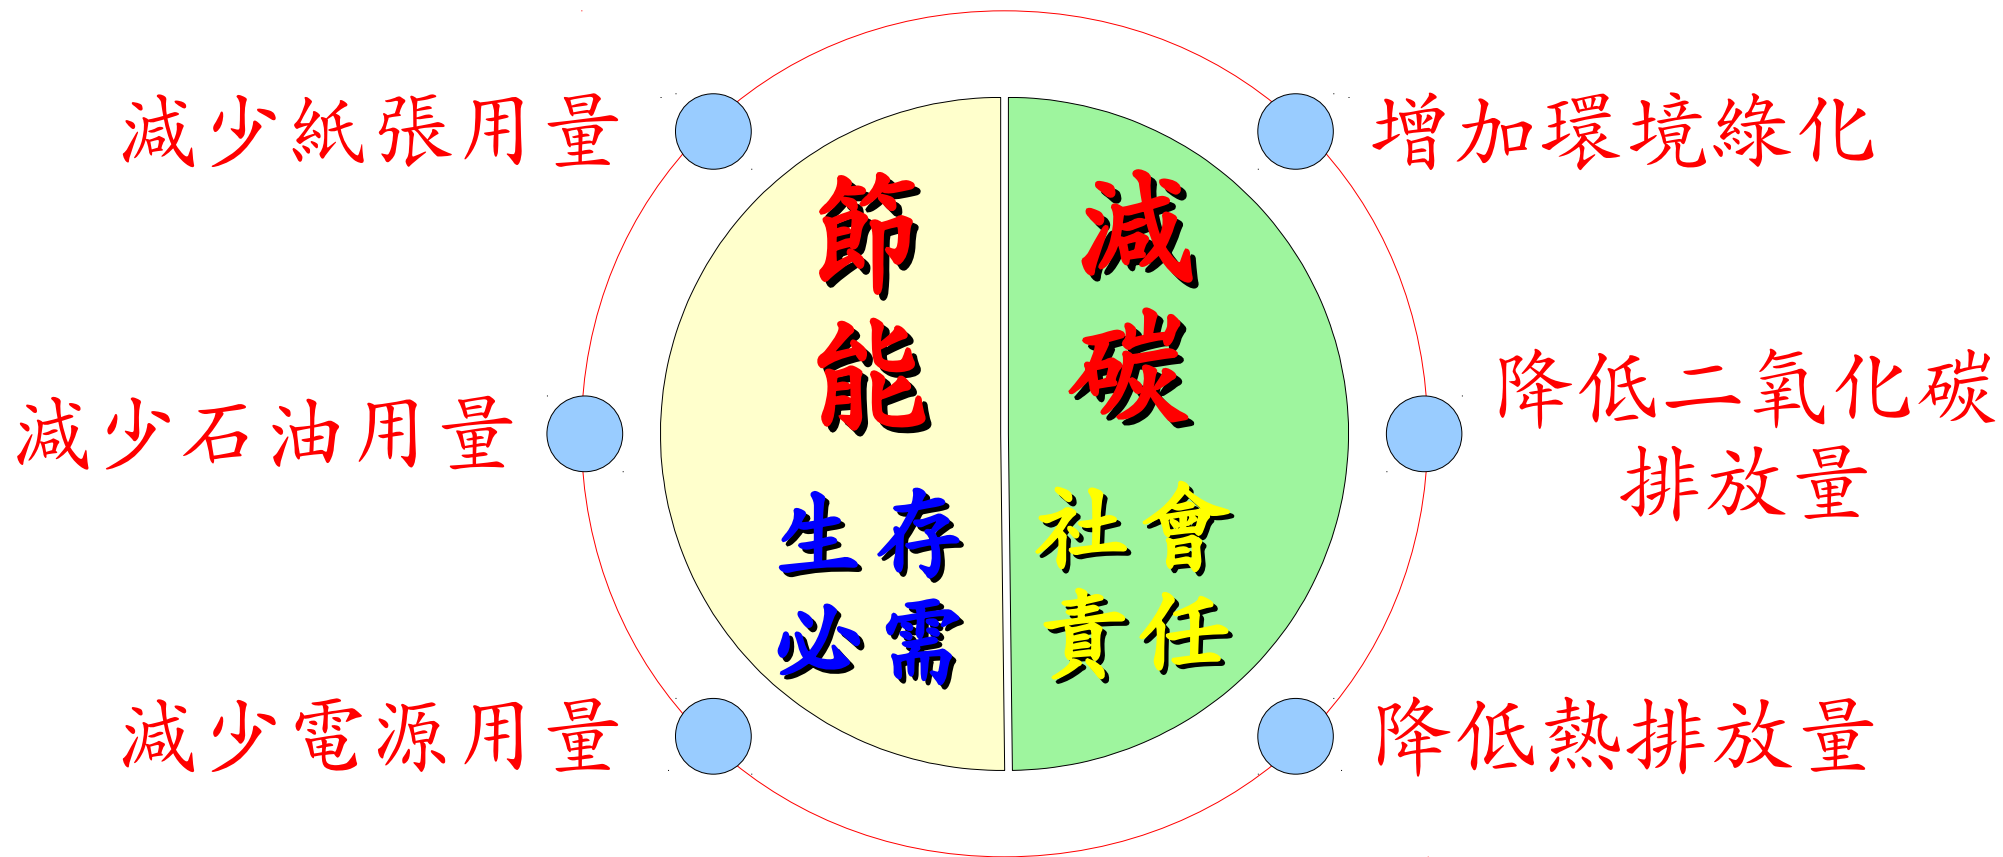 減少紙張用量
減少石油用量
減少電源用量
節
能
生存
必需
減
碳
社會
責任
增加環境綠化
降低二氧化碳
排放量
降低熱排放量